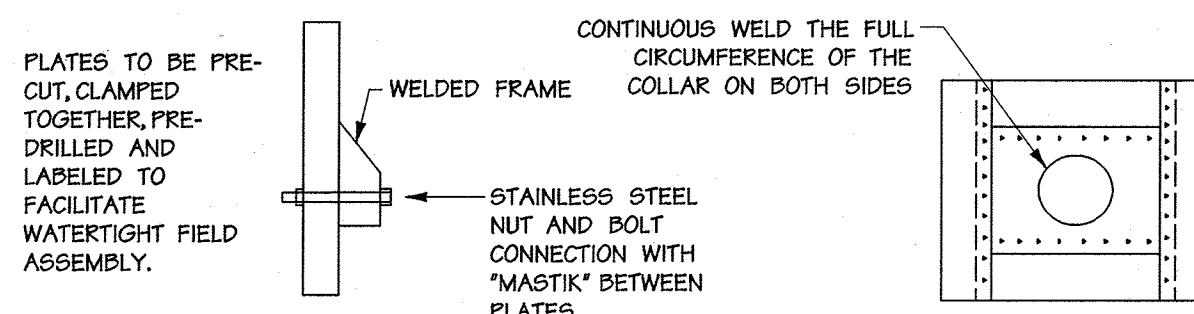 PLATES TO BE PRE-
CUT, CLAMPED
TOGETHER, PRE-
DRILLED AND
LABELED TO
FACILITATE
WATERTIGHT FIELD
ASSEMBLY.
WELDED FRAME
STAINLESS STEEL
NUT AND BOLT
CONNECTION WITH
"MASTIK" BETWEEN
PLATES
CONTINUOUS WELD THE FULL
CIRCUMFERENCE OF THE
COLLAR ON BOTH SIDES